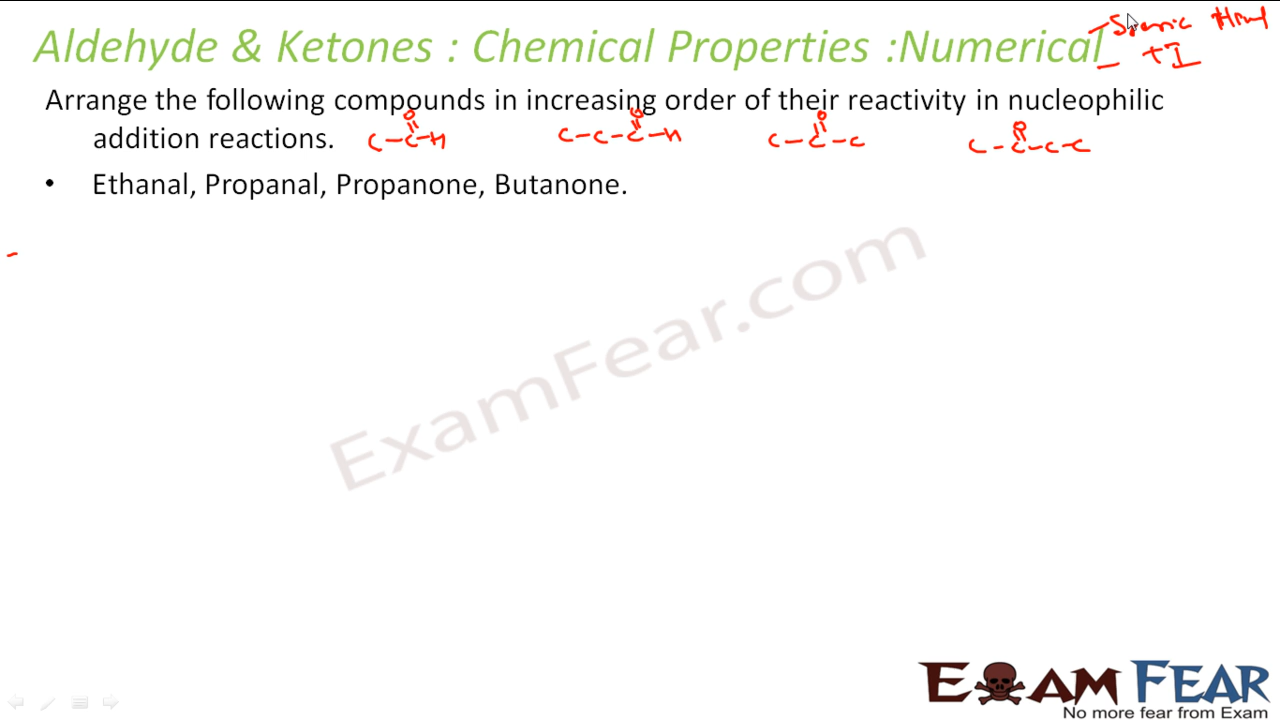 Aldehyde & Ketones : Chemical Properties :Numerical
Steric Hind
+I
Arrange the following compounds in increasing order of their reactivity in nucleophilic
addition reactions.
O
C-C-H
O
C-C-C-H
O
C-C-C
O
C-C-C-C
• Ethanal, Propanal, Propanone, Butanone.
ExamFear.com
EXAM FEAR
No more fear from Exam